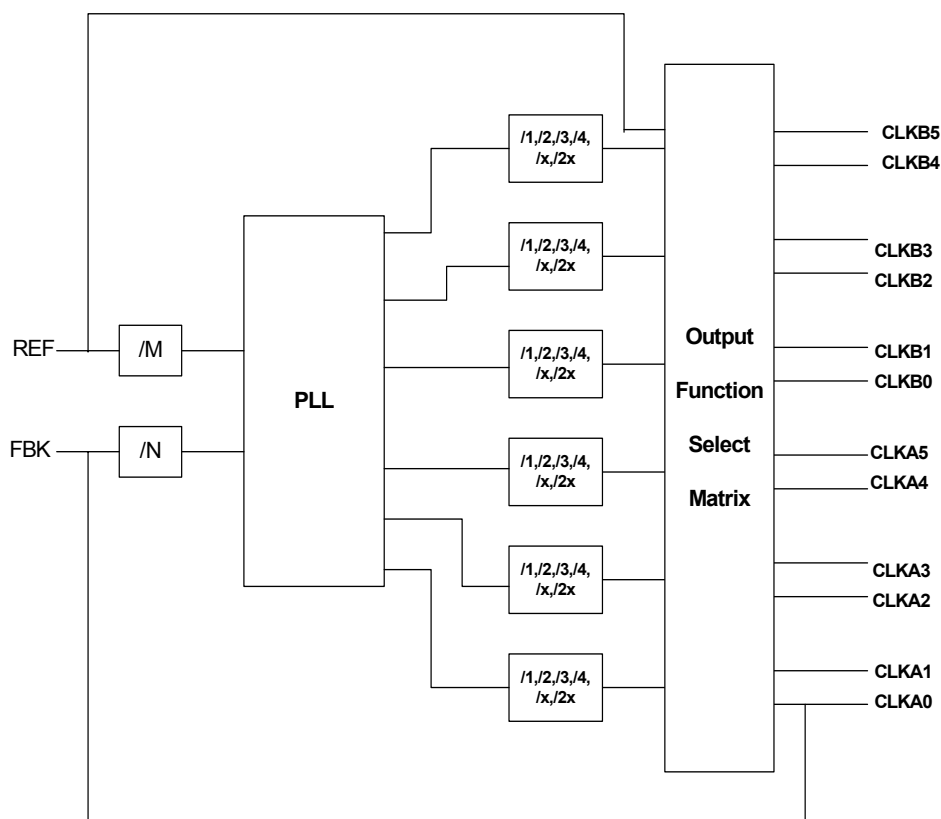 /1,/2,/3,/4,
/x,/2x
CLKB5
CLKB4
/1,/2,/3,/4,
/x,/2x
CLKB3
CLKB2
REF
/M
/1,/2,/3,/4,
/x,/2x
Output
CLKB1
PLL
Function
CLKB0
FBK
/N
/1,/2,/3,/4,
/x,/2x
Select
CLKA5
Matrix
CLKA4
/1,/2,/3,/4,
/x,/2x
CLKA3
CLKA2
/1,/2,/3,/4,
/x,/2x
CLKA1
CLKA0